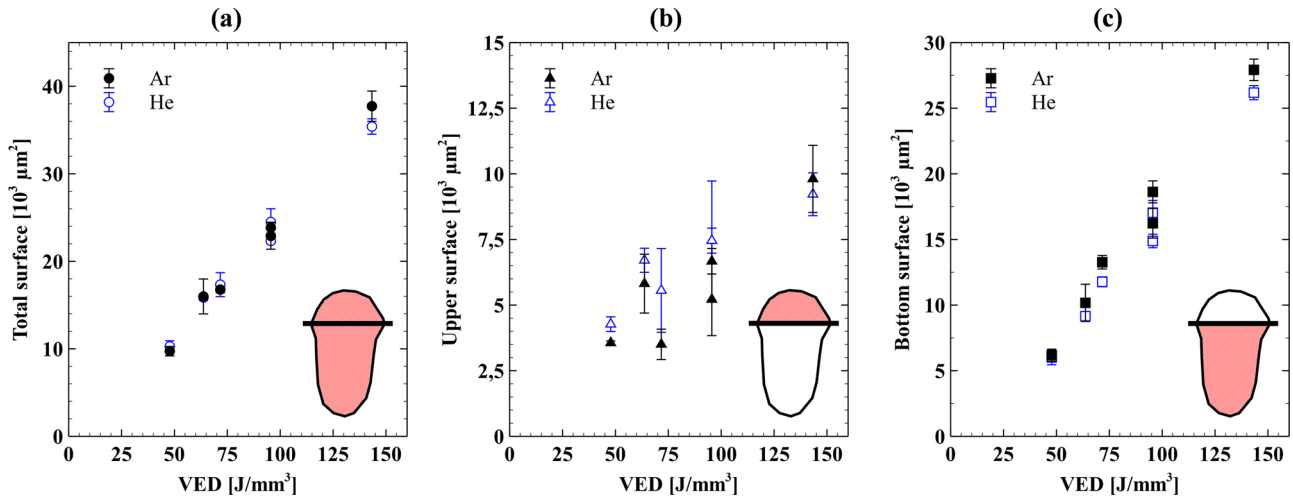 (a)
Total surface [10³ µm²]
40
30
20
10
0
Ar
He
0 25 50 75 100 125 150
VED [J/mm³]
(b)
Upper surface [10³ µm²]
15
12,5
10
7,5
5
2,5
0
Ar
He
0 25 50 75 100 125 150
VED [J/mm³]
(c)
Bottom surface [10³ µm²]
30
25
20
15
10
5
0
Ar
He
0 25 50 75 100 125 150
VED [J/mm³]